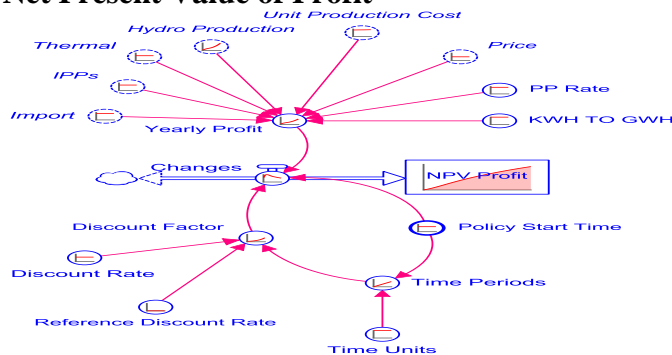 Net Present Value of Profit
Unit Production Cost
Hydro Production
Thermal
Price
IPPs
PP Rate
Import
Yearly Profit
KWH TO GWH
Changes
NPV Profit
Discount Factor
Policy Start Time
Discount Rate
Time Periods
Reference Discount Rate
Time Units